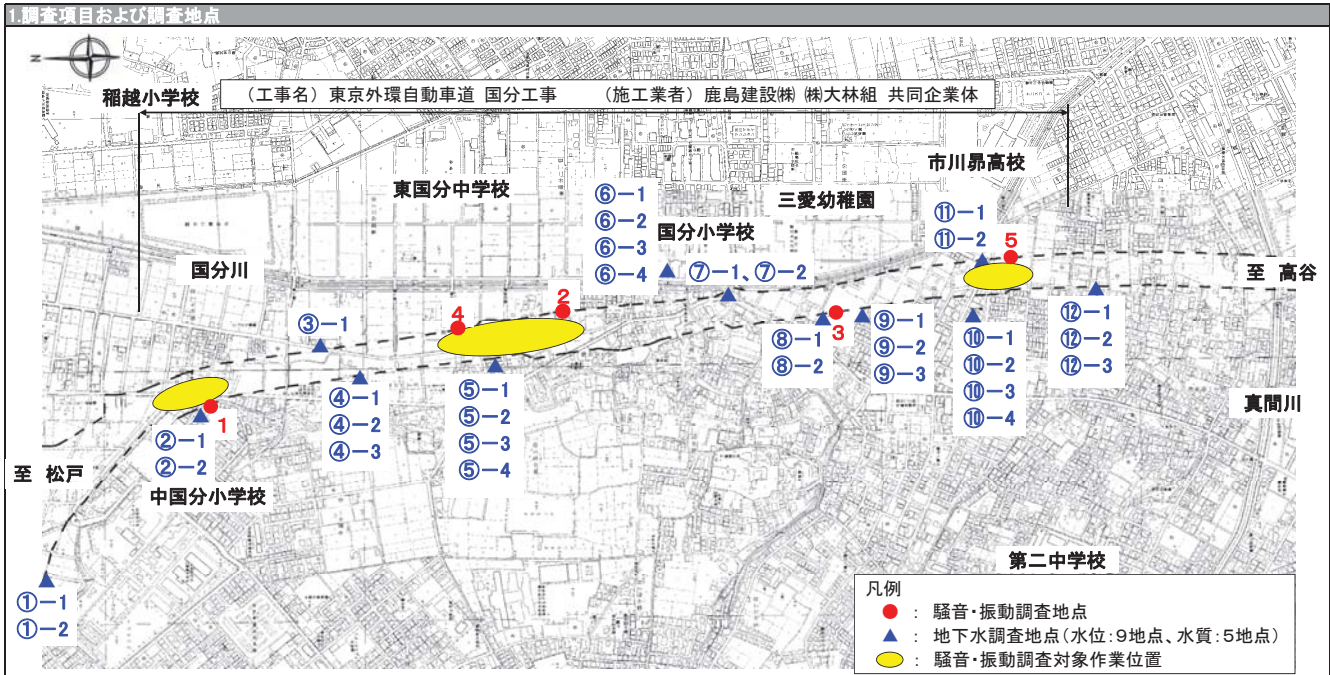 1.調査項目および調査地点
N
稲越小学校
（工事名）東京外環自動車道 国分工事　（施工業者）鹿島建設㈱ ㈱大林組 共同企業体
市川昴高校
東国分中学校
⑥－1
⑥－2
⑥－3
⑥－4
三愛幼稚園
国分小学校
⑪－1
⑪－2
5
国分川
⑦－1、⑦－2
至 高谷
4
2
③－1
⑧－1
⑧－2
3
⑨－1
⑨－2
⑨－3
⑩－1
⑩－2
⑩－3
⑩－4
⑫－1
⑫－2
⑫－3
1
②－1
②－2
④－1
④－2
④－3
⑤－1
⑤－2
⑤－3
⑤－4
真間川
至 松戸
中国分小学校
①－1
①－2
第二中学校
凡例
： 騒音・振動調査地点
： 地下水調査地点（水位：9地点、水質：5地点）
： 騒音・振動調査対象作業位置